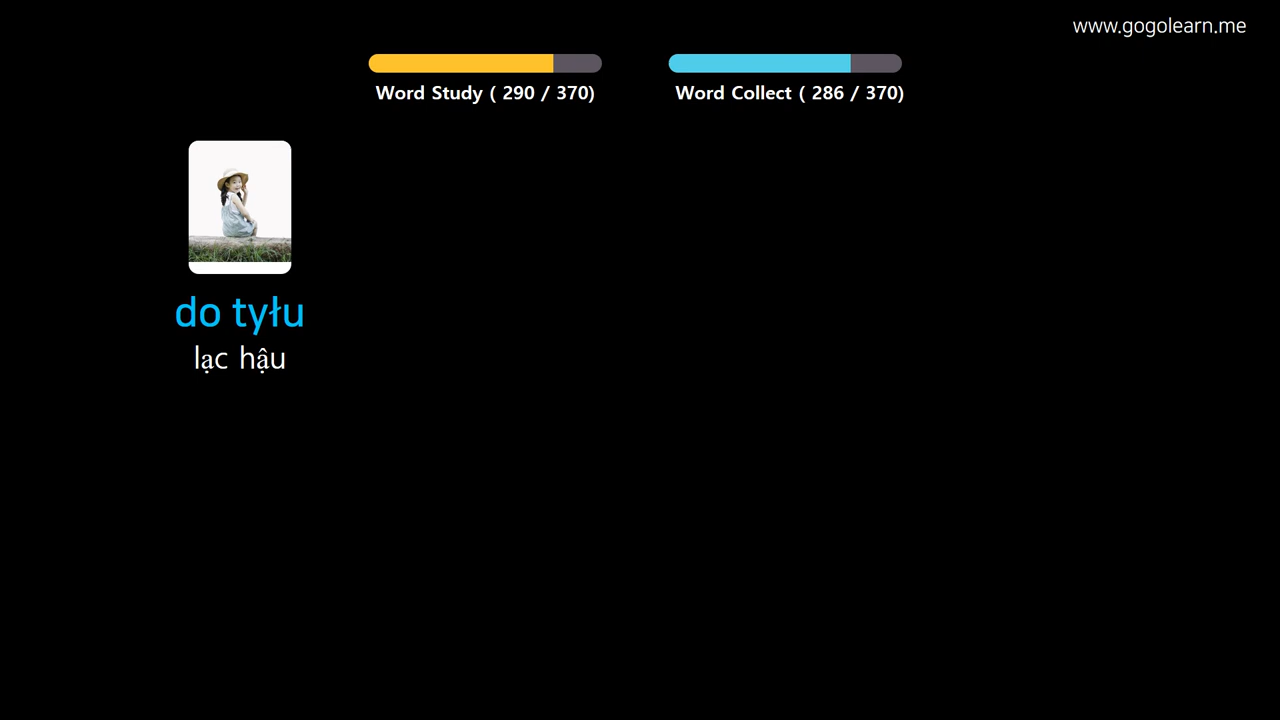 www.gogolearn.me
Word Study ( 290 / 370)
Word Collect ( 286 / 370)
do tyłu
lạc hậu